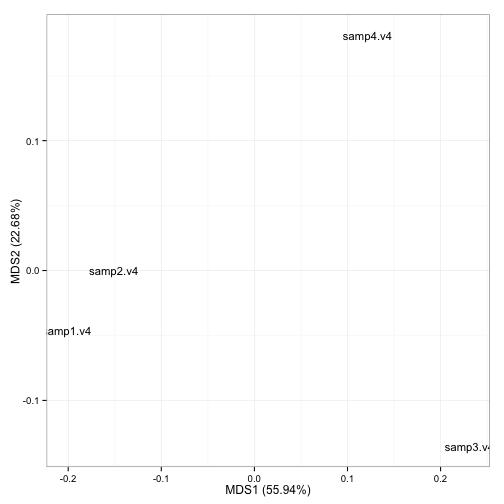 samp4.v4
0.1
MDS2 (22.68%)
0.0
samp2.v4
amp1.v4
-0.1
samp3.v4
-0.2
-0.1
0.0
0.1
0.2
MDS1 (55.94%)